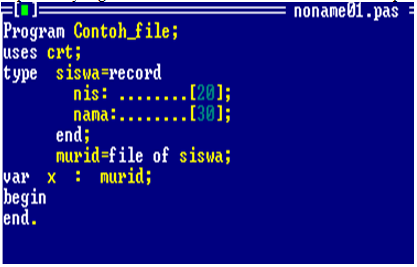 noname01.pas
Program Contoh_file;
uses crt;
type siswa=record
nis: ........[20];
nama:........[30];
end;
murid=file of siswa;
var x : murid;
begin
end.